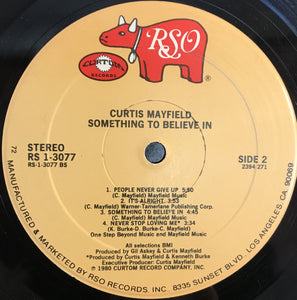 RSO
CURTOM
RECORDS
CURTIS MAYFIELD
SOMETHING TO BELIEVE IN
STEREO
RS 1-3077
RS-1-3077 BS
SIDE 2
2394-271
1. PEOPLE NEVER GIVE UP 5:50
(C. Mayfield) Mayfield Music
2. IT'S ALRIGHT 3:53
(C. Mayfield) Warner-Tamerlane Publishing Corp.
3. SOMETHING TO BELIEVE IN 4:45
(C. Mayfield) Mayfield Music
4. NEVER STOP LOVING ME* 3:31
(K. Burke-D. Burke-C. Mayfield)
One Step Beyond Music and Mayfield Music
All selections BMI
Produced by Gil Askey & Curtis Mayfield
*Produced by Curtis Mayfield & Kenneth Burke
Executive Producer: Curtis Mayfield
℗ 1980 CURTOM RECORD COMPANY, INC.
72 MANUFACTURED & MARKETED BY RSO RECORDS, INC. 8335 SUNSET BLVD. LOS ANGELES, CA. 90069